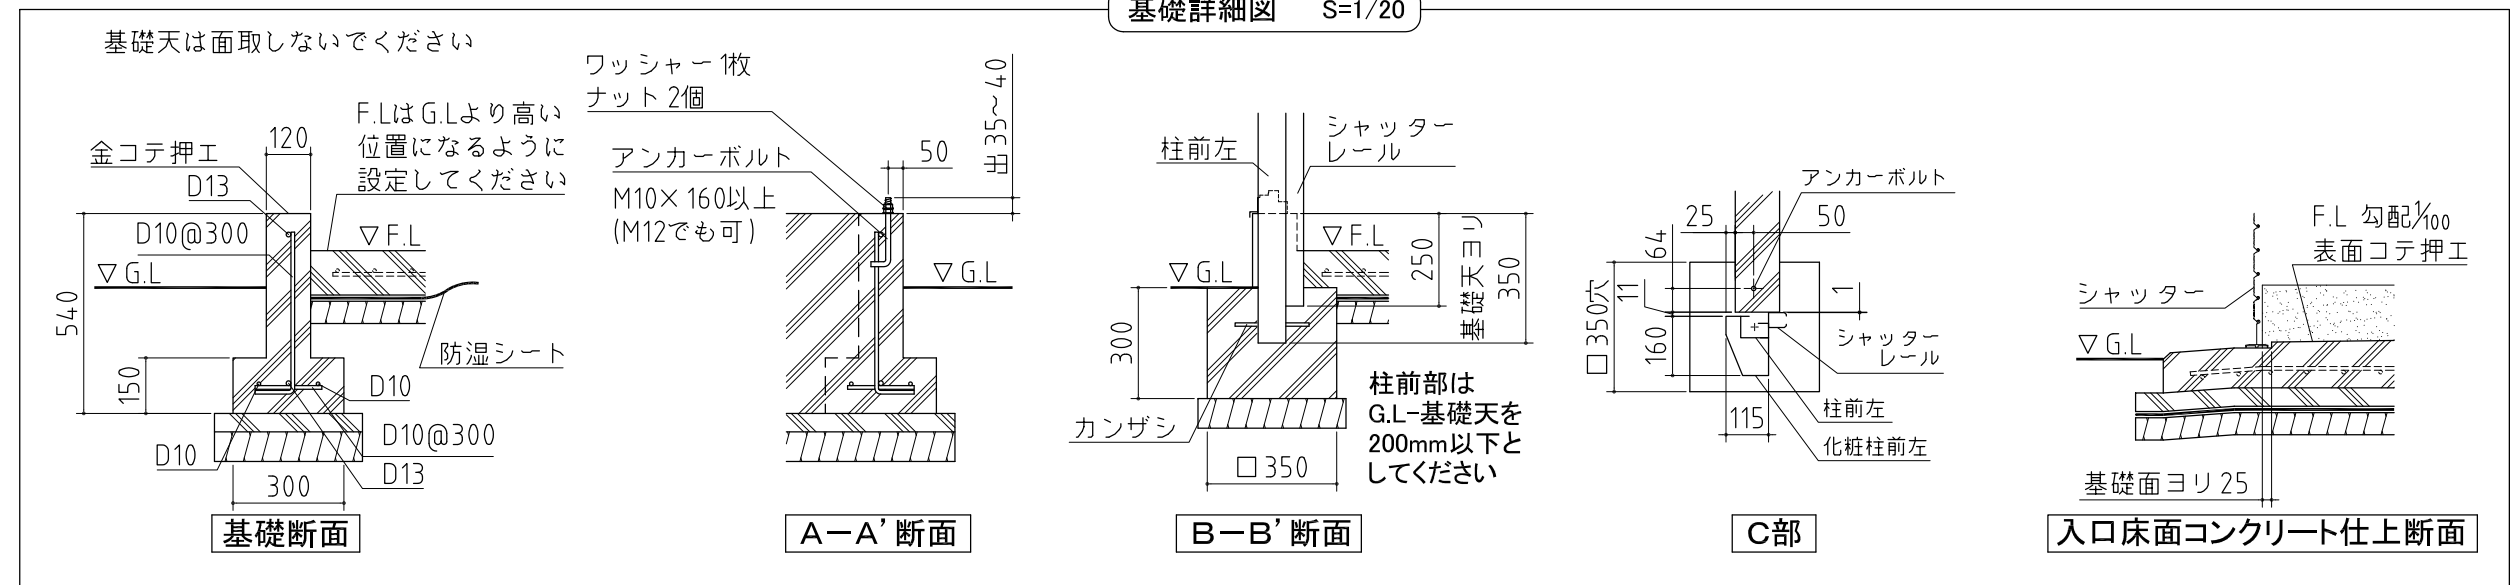 基礎詳細図 S=1/20
基礎天は面取しないでください
F.LはG.Lより高い
位置になるように
設定してください
120
金コテ押エ
D13
D10@300
▽F.L
▽G.L
540
150
防湿シート
D10
D10@300
D10
D13
300
基礎断面
ワッシャー 1枚
ナット 2個
アンカーボルト
M10×160以上
(M12でも可)
50
出 35~40
▽G.L
A-A'断面
柱前左
シャッター
レール
▽F.L
▽G.L
250
基礎天ヨリ
350
300
カンザシ
□350
柱前部は
G.L-基礎天を
200mm以下と
してください
B-B'断面
アンカーボルト
25
50
64
□350穴
11
1
160
シャッター
レール
柱前左
115
化粧柱前左
C部
F.L 勾配1/100
表面コテ押エ
シャッター
▽G.L
基礎面ヨリ 25
入口床面コンクリート仕上断面